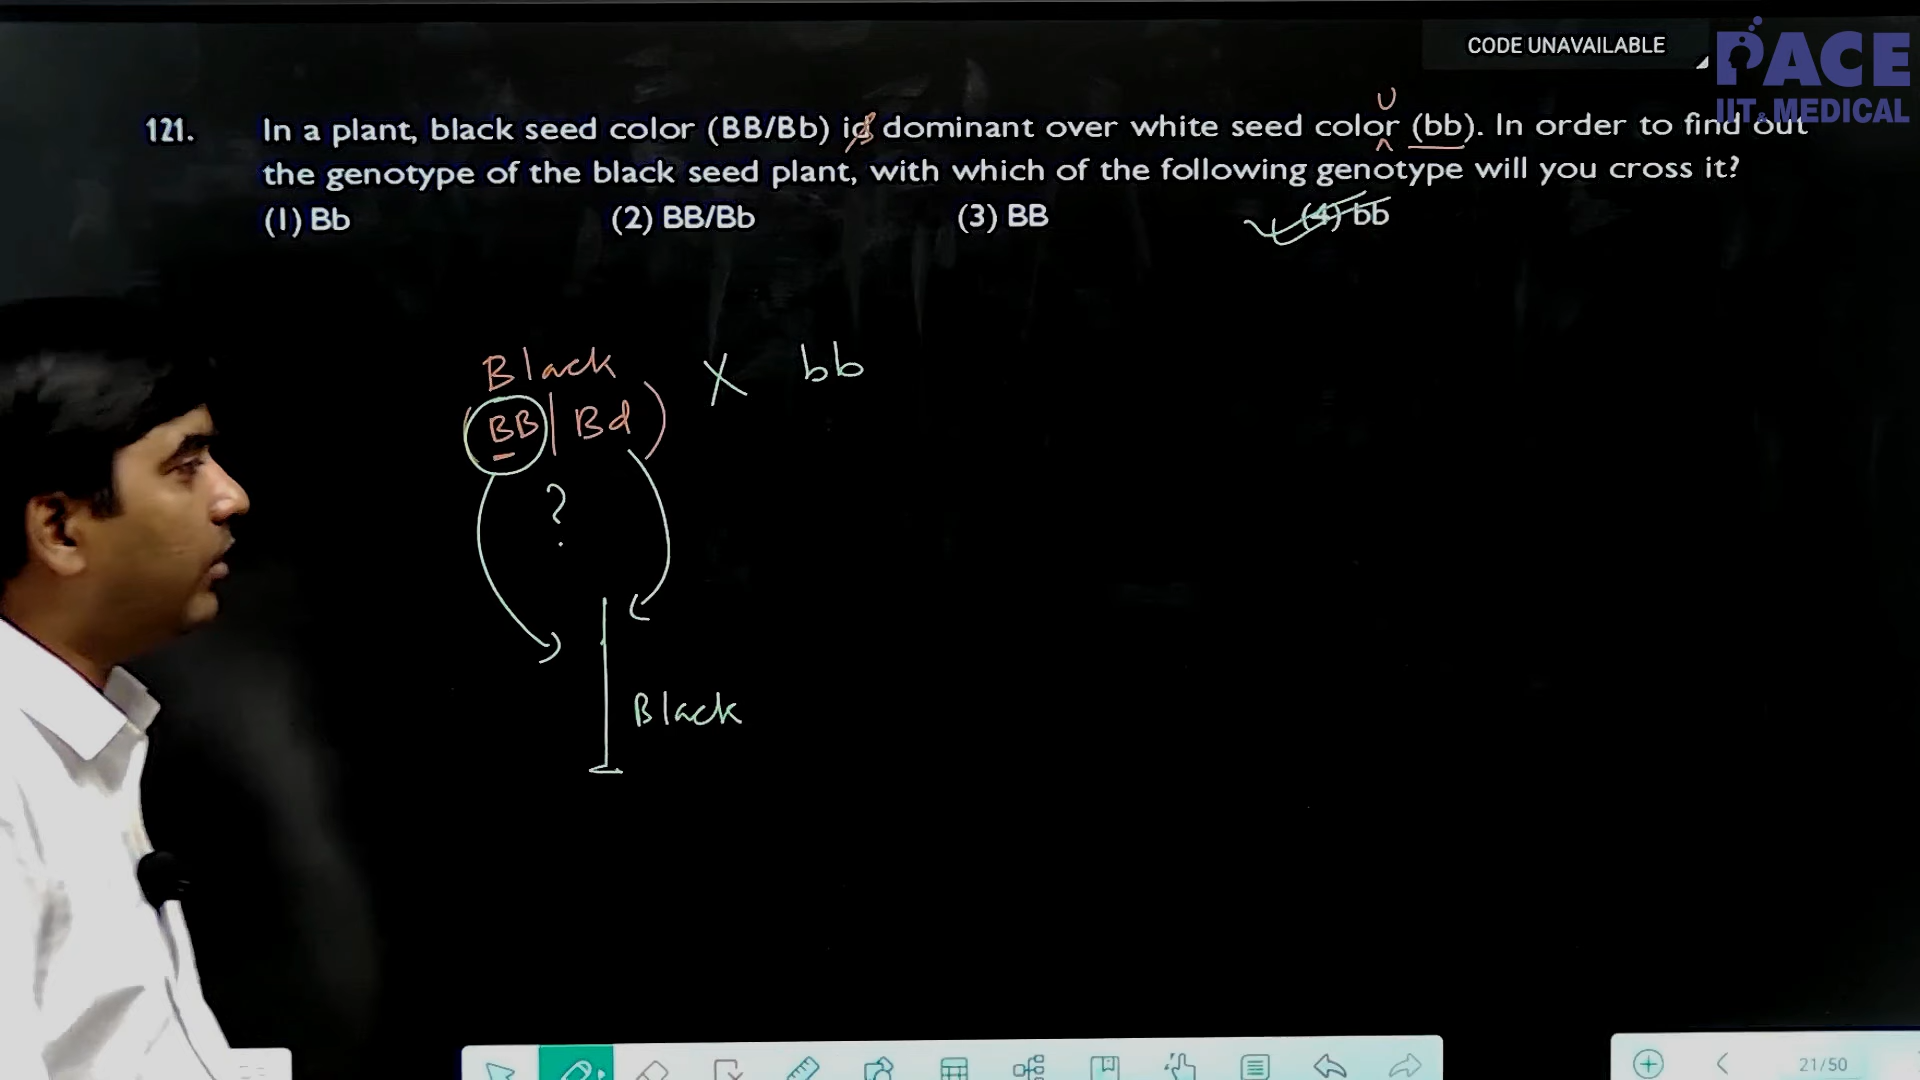 CODE UNAVAILABLE
PACE
IIT & MEDICAL
121. In a plant, black seed color (BB/Bb) is dominant over white seed color (bb). In order to find out
the genotype of the black seed plant, with which of the following genotype will you cross it?
(1) Bb (2) BB/Bb (3) BB (4) bb
U
Black X bb
(BB | Bd)
?
Black
21/50